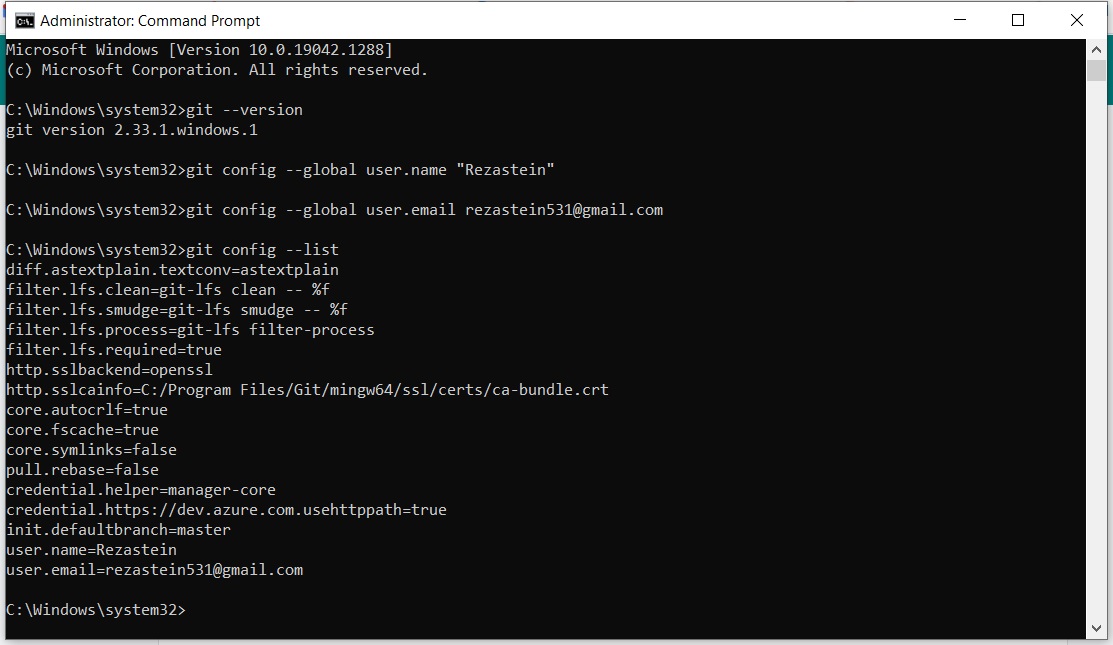 Administrator: Command Prompt
Microsoft Windows [Version 10.0.19042.1288]
(c) Microsoft Corporation. All rights reserved.
C:\Windows\system32>git --version
git version 2.33.1.windows.1
C:\Windows\system32>git config --global user.name "Rezastein"
C:\Windows\system32>git config --global user.email rezastein531@gmail.com
C:\Windows\system32>git config --list
diff.astextplain.textconv=astextplain
filter.lfs.clean=git-lfs clean -- %f
filter.lfs.smudge=git-lfs smudge -- %f
filter.lfs.process=git-lfs filter-process
filter.lfs.required=true
http.sslbackend=openssl
http.sslcainfo=C:/Program Files/Git/mingw64/ssl/certs/ca-bundle.crt
core.autocrlf=true
core.fscache=true
core.symlinks=false
pull.rebase=false
credential.helper=manager-core
credential.https://dev.azure.com.usehttppath=true
init.defaultbranch=master
user.name=Rezastein
user.email=rezastein531@gmail.com
C:\Windows\system32>